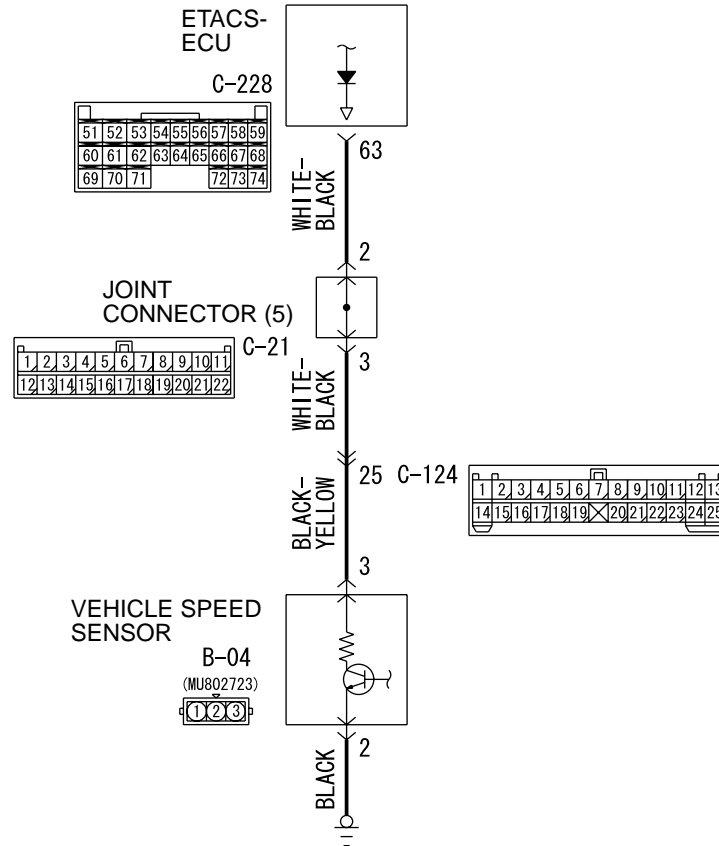 ETACS-
ECU
C-228
51 52 53 54 55 56 57 58 59
60 61 62 63 64 65 66 67 68
69 70 71 72 73 74
63
WHITE-
BLACK
2
JOINT
CONNECTOR (5)
C-21
1 2 3 4 5 6 7 8 9 10 11
12 13 14 15 16 17 18 19 20 21 22
3
WHITE-
BLACK
25
C-124
1 2 3 4 5 6 7 8 9 10 11 12 13
14 15 16 17 18 19 20 21 22 23 24 25
BLACK-
YELLOW
3
VEHICLE SPEED
SENSOR
B-04
(MU802723)
1 2 3
2
BLACK